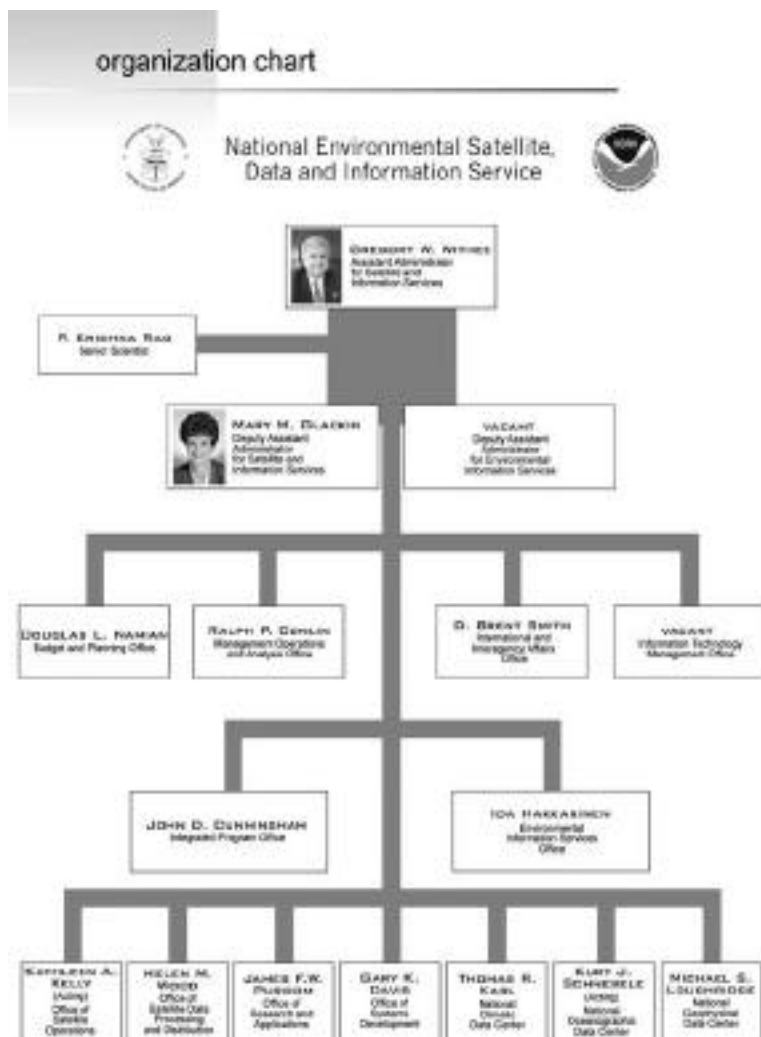 organization chart
National Environmental Satellite,
Data and Information Service
GREGORY W. WITHEE
Assistant Administrator
for Satellite and
Information Services
P. KRISHNA RAO
Senior Scientist
MARY M. GLACKIN
Deputy Assistant
Administrator
for Satellite and
Information Services
VACANT
Deputy Assistant
Administrator
for Environmental
Information Services
DOUGLAS L.
Budget and Planning Office
RALPH P. CONLIN
Management Operations
and Analysis Office
D. BRENT SMITH
International and
Interagency Affairs
Office
VACANT
Information Technology
Management Office
JOHN D. CUNNINGHAM
Integrated Program Office
IDA HAKKARINEN
Environmental
Information Services
Office
KATHLEEN A.
KELLY
(Acting)
Office of
Satellite
Operations
HELEN M.
WOOD
Office of
Satellite Data
Processing
and Distribution
JAMES F.W.
PURDOM
Office of
Research and
Applications
GARY K.
DAVIS
Office of
Systems
Development
THOMAS R.
KARL
National
Climatic
Data Center
KURT J.
SCHNEBELE
(Acting)
National
Oceanographic
Data Center
MICHAEL S.
LOUGHRIDGE
National
Geophysical
Data Center